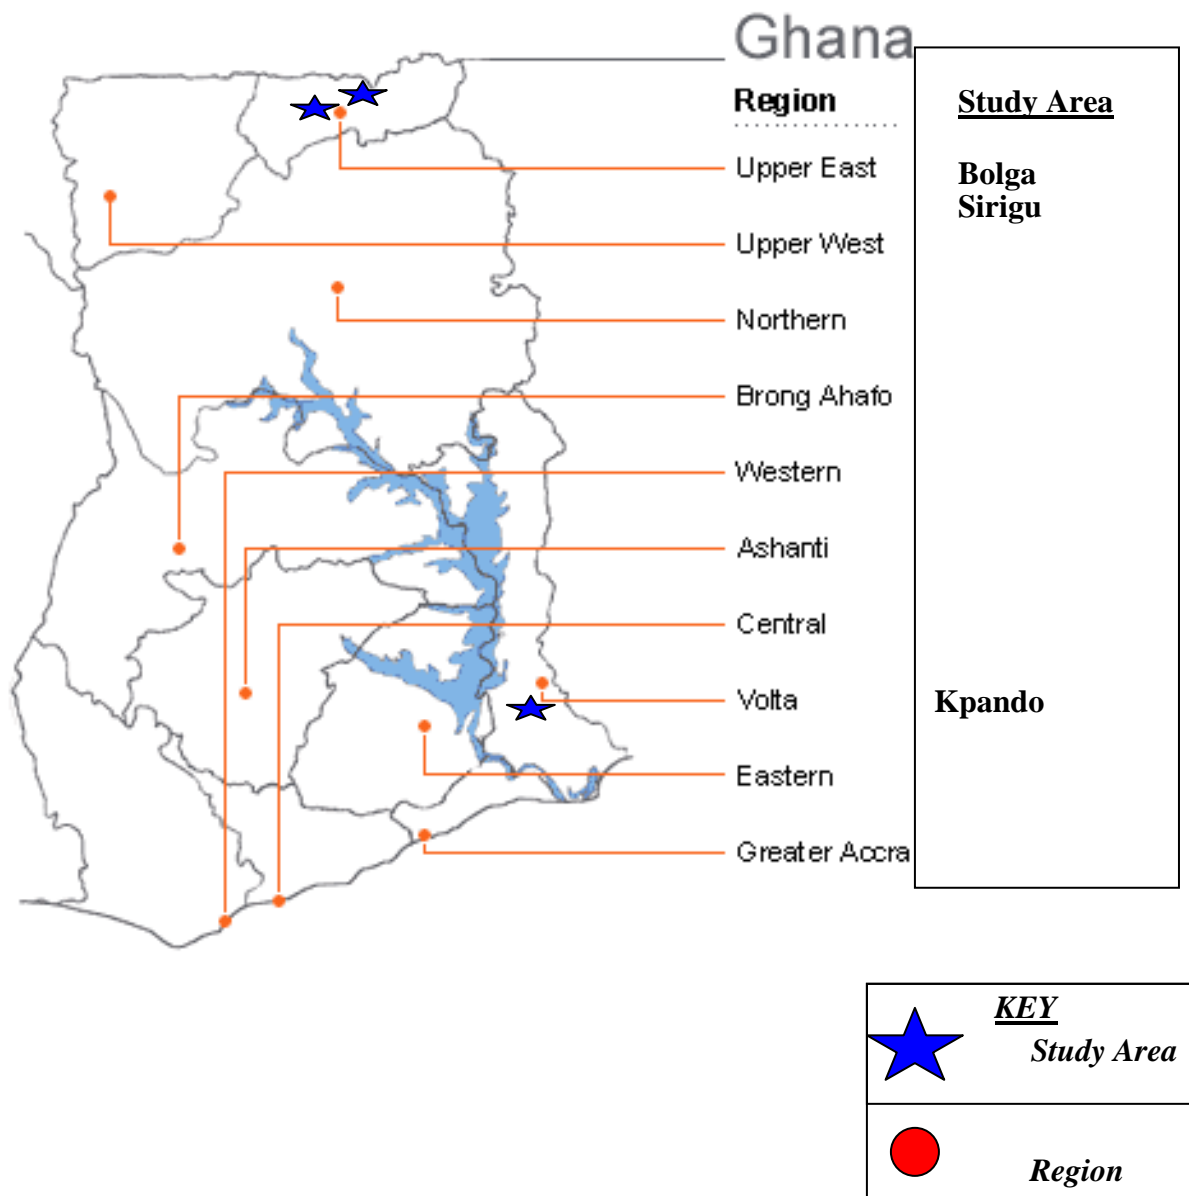 Ghana
Region
Study Area
Upper East
Bolga
Sirigu
Upper West
Northern
Brong Ahafo
Western
Ashanti
Central
Volta
Kpando
Eastern
Greater Accra
KEY
Study Area
Region